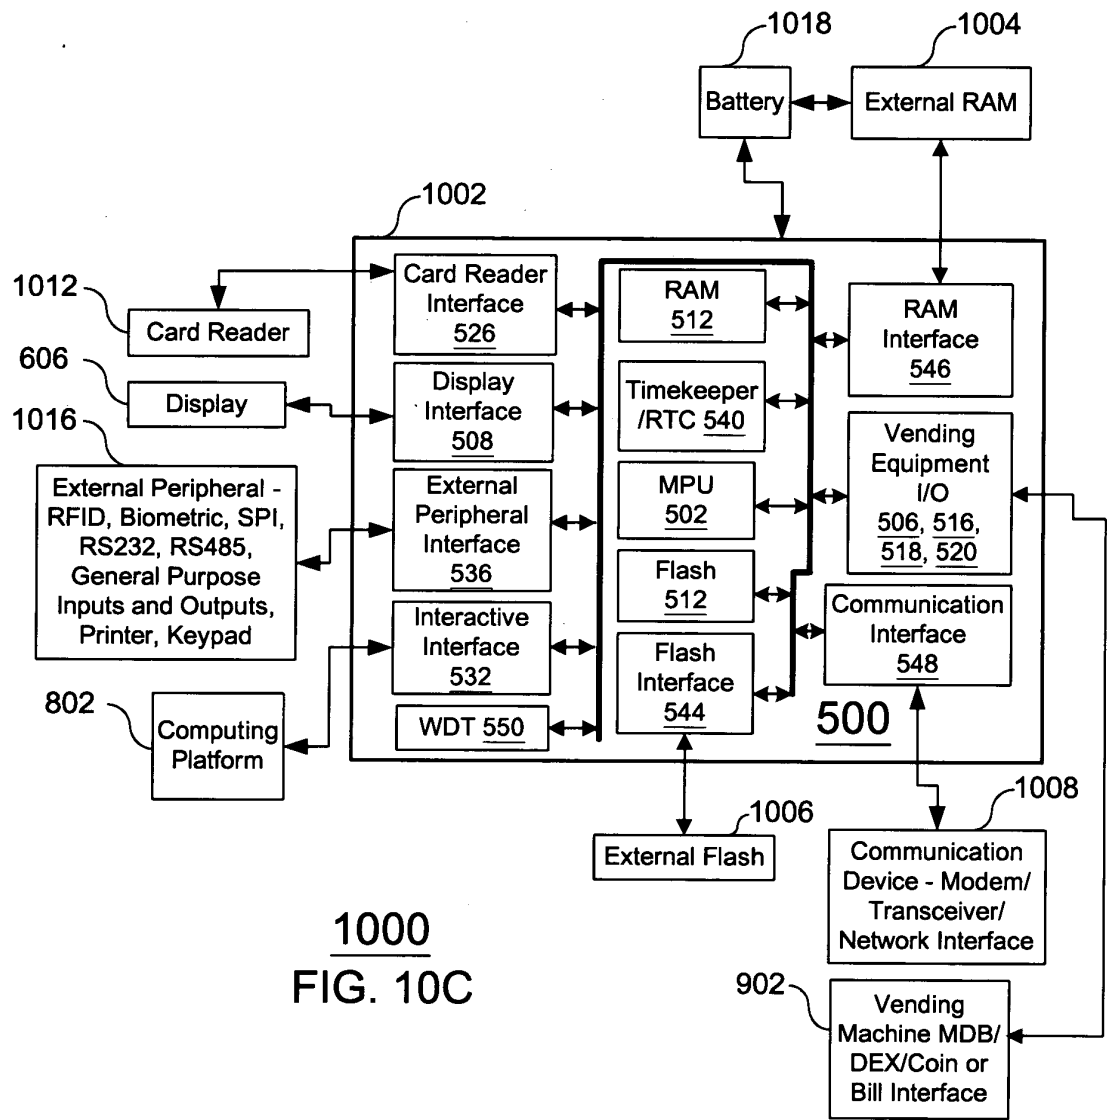 1018
1004
Battery
External RAM
1002
1012
Card Reader
Card Reader
Interface
526
RAM
512
RAM
Interface
546
606
Display
Display
Interface
508
Timekeeper
/RTC 540
Vending
Equipment
I/O
506, 516,
518, 520
1016
External Peripheral -
RFID, Biometric, SPI,
RS232, RS485,
General Purpose
Inputs and Outputs,
Printer, Keypad
External
Peripheral
Interface
536
MPU
502
Flash
512
Communication
Interface
548
Interactive
Interface
532
Flash
Interface
544
802
Computing
Platform
WDT 550
500
1006
External Flash
1008
Communication
Device - Modem/
Transceiver/
Network Interface
1000
FIG. 10C
902
Vending
Machine MDB/
DEX/Coin or
Bill Interface